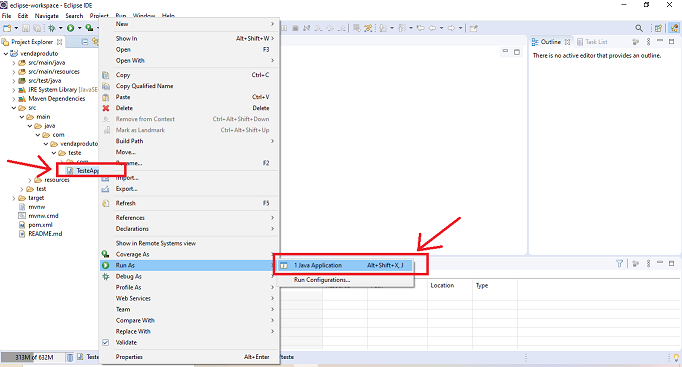 eclipse-workspace - Eclipse IDE
File Edit Navigate Search Project
Help
Project Explorer
vendaproduto
src/main/java
src/main/resources
src/test/java
JRE System Library [JavaSE
Maven Dependencies
src
main
java
com
vendaproduto
teste
com
TesteApp
resources
test
target
mvnw
mvnw.cmd
pom.xml
README.md
New
Show In Alt+Shift+W
Open F3
Open With
Copy Ctrl+C
Copy Qualified Name
Paste Ctrl+V
Delete Delete
Remove from Context Ctrl+Alt+Shift+Down
Mark as Landmark Ctrl+Alt+Shift+Up
Build Path
Move...
Rename... F2
Import...
Export...
Refresh F5
References
Declarations
Show in Remote Systems view
Coverage As
Run As
Debug As
Profile As
Web Services
Team
Compare With
Replace With
Validate
Properties Alt+Enter
1 Java Application Alt+Shift+X, J
Run Configurations...
Outline Task List
There is no active editor that provides an outline.
Location Type
313M of 632M
Teste
teste